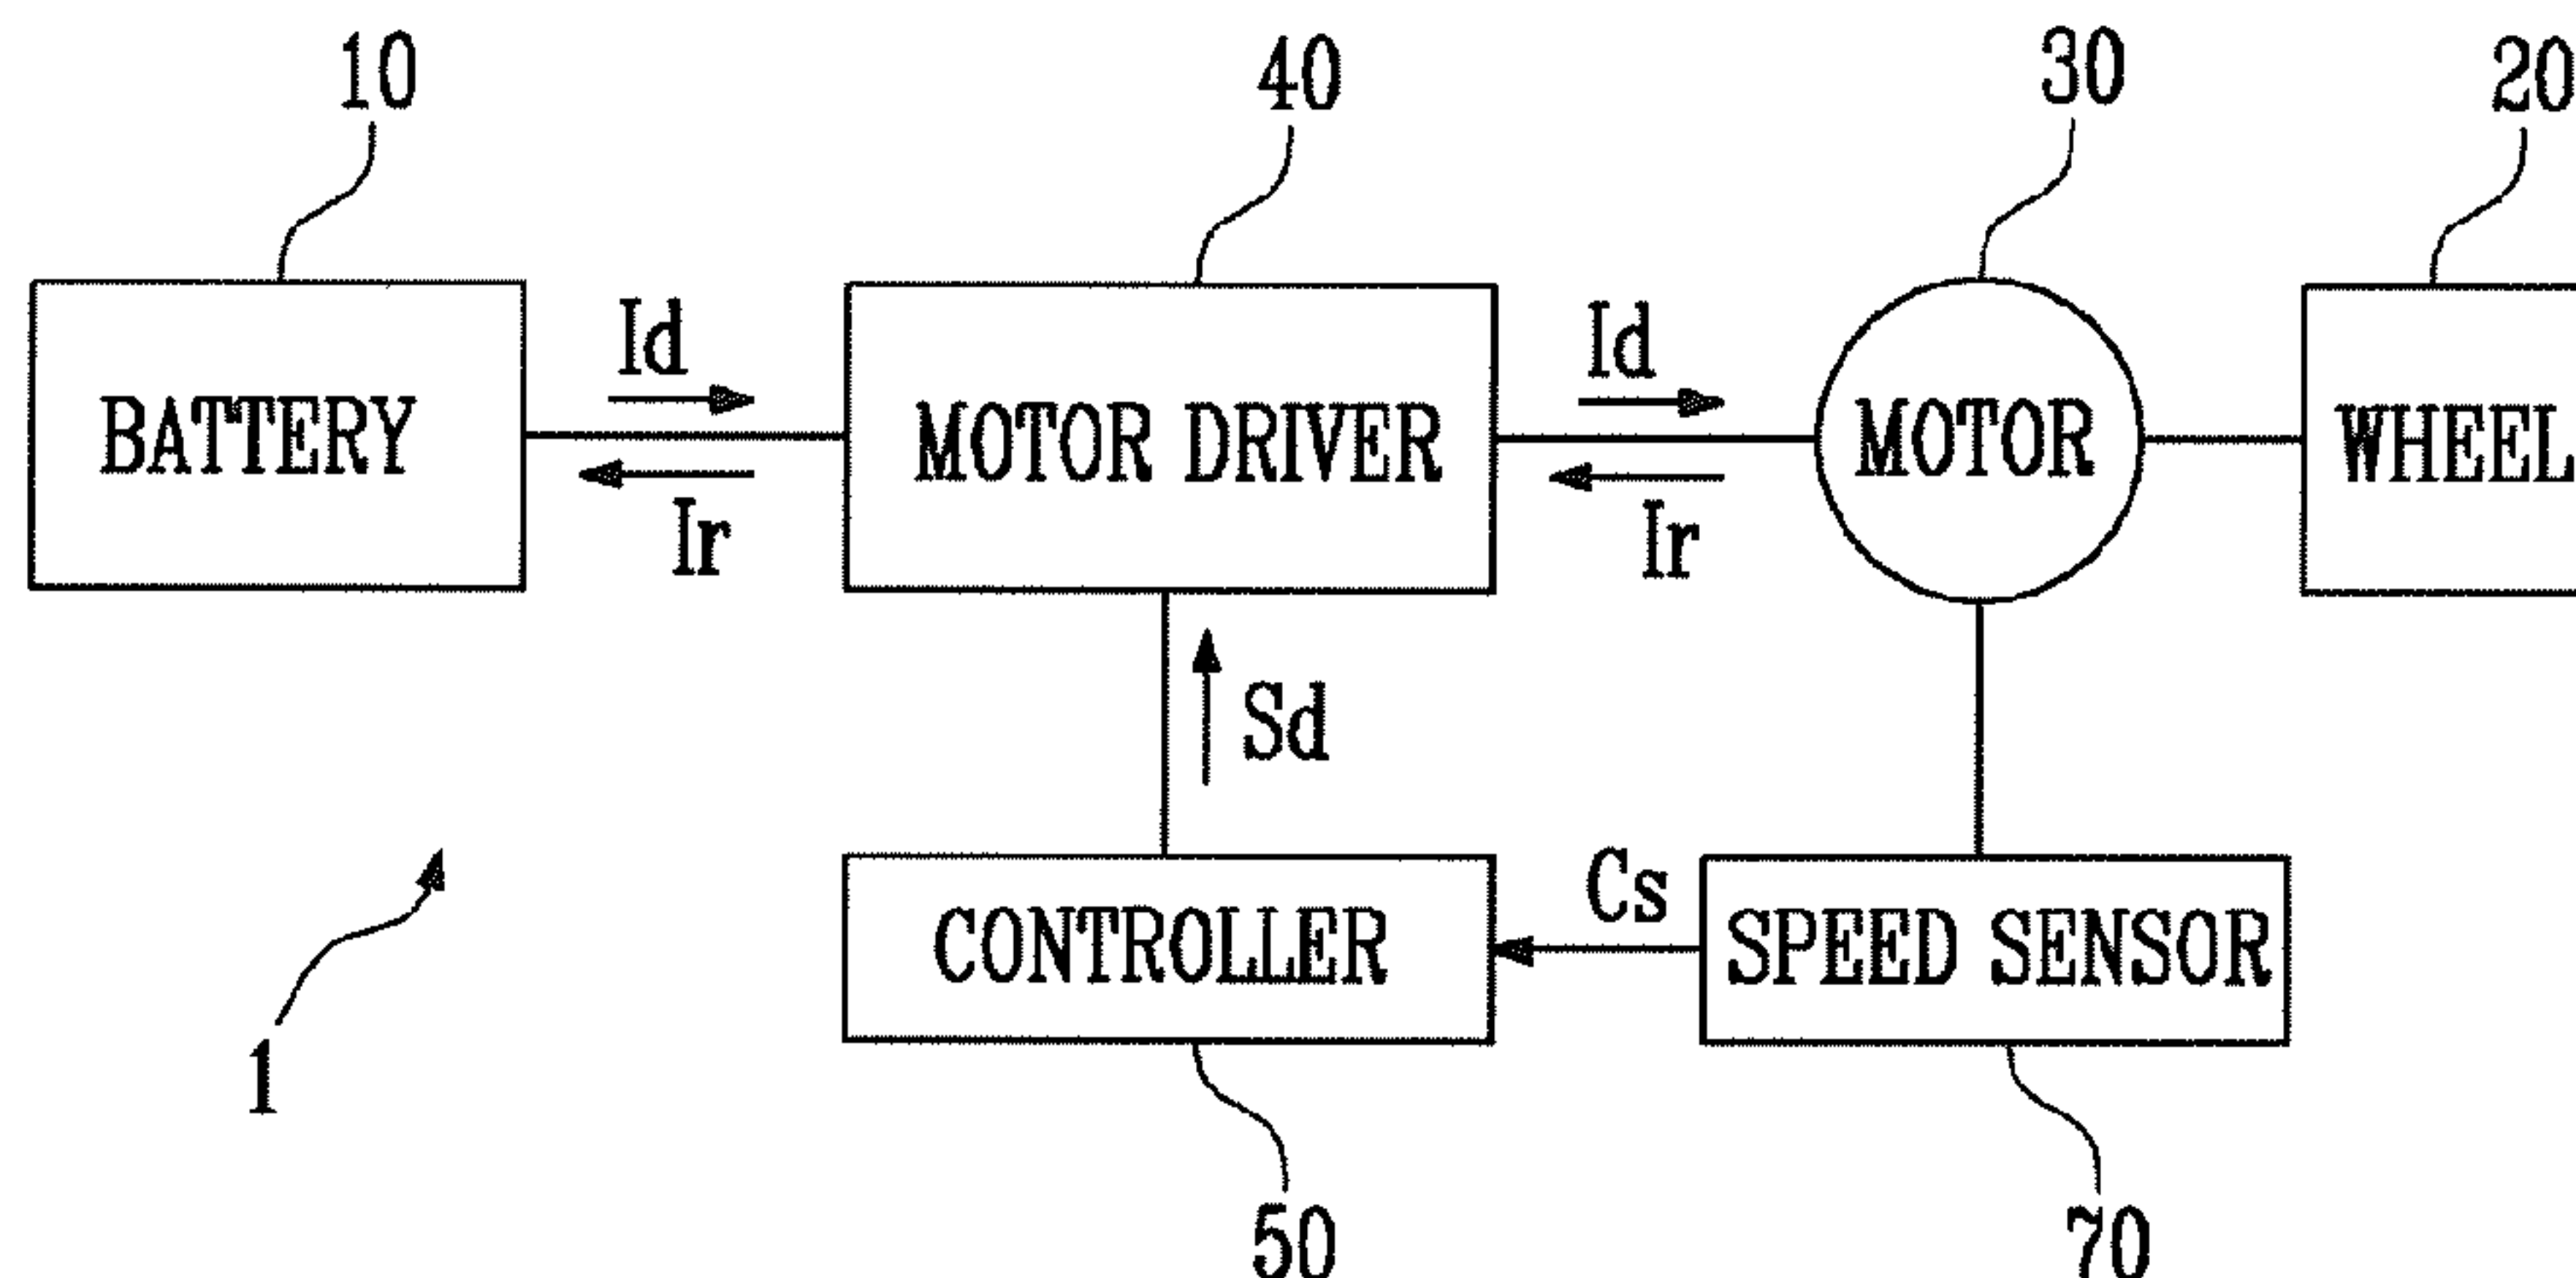 10
40
30
20
Id
Id
BATTERY
MOTOR DRIVER
MOTOR
WHEEL
Ir
Ir
Sd
Cs
CONTROLLER
SPEED SENSOR
1
50
70